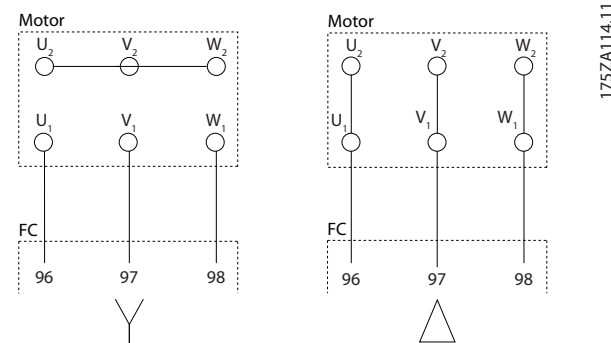 Motor
U2 V2 W2
U1 V1 W1
FC
96 97 98
Motor
U2 V2 W2
U1 V1 W1
FC
96 97 98
175ZA114.11